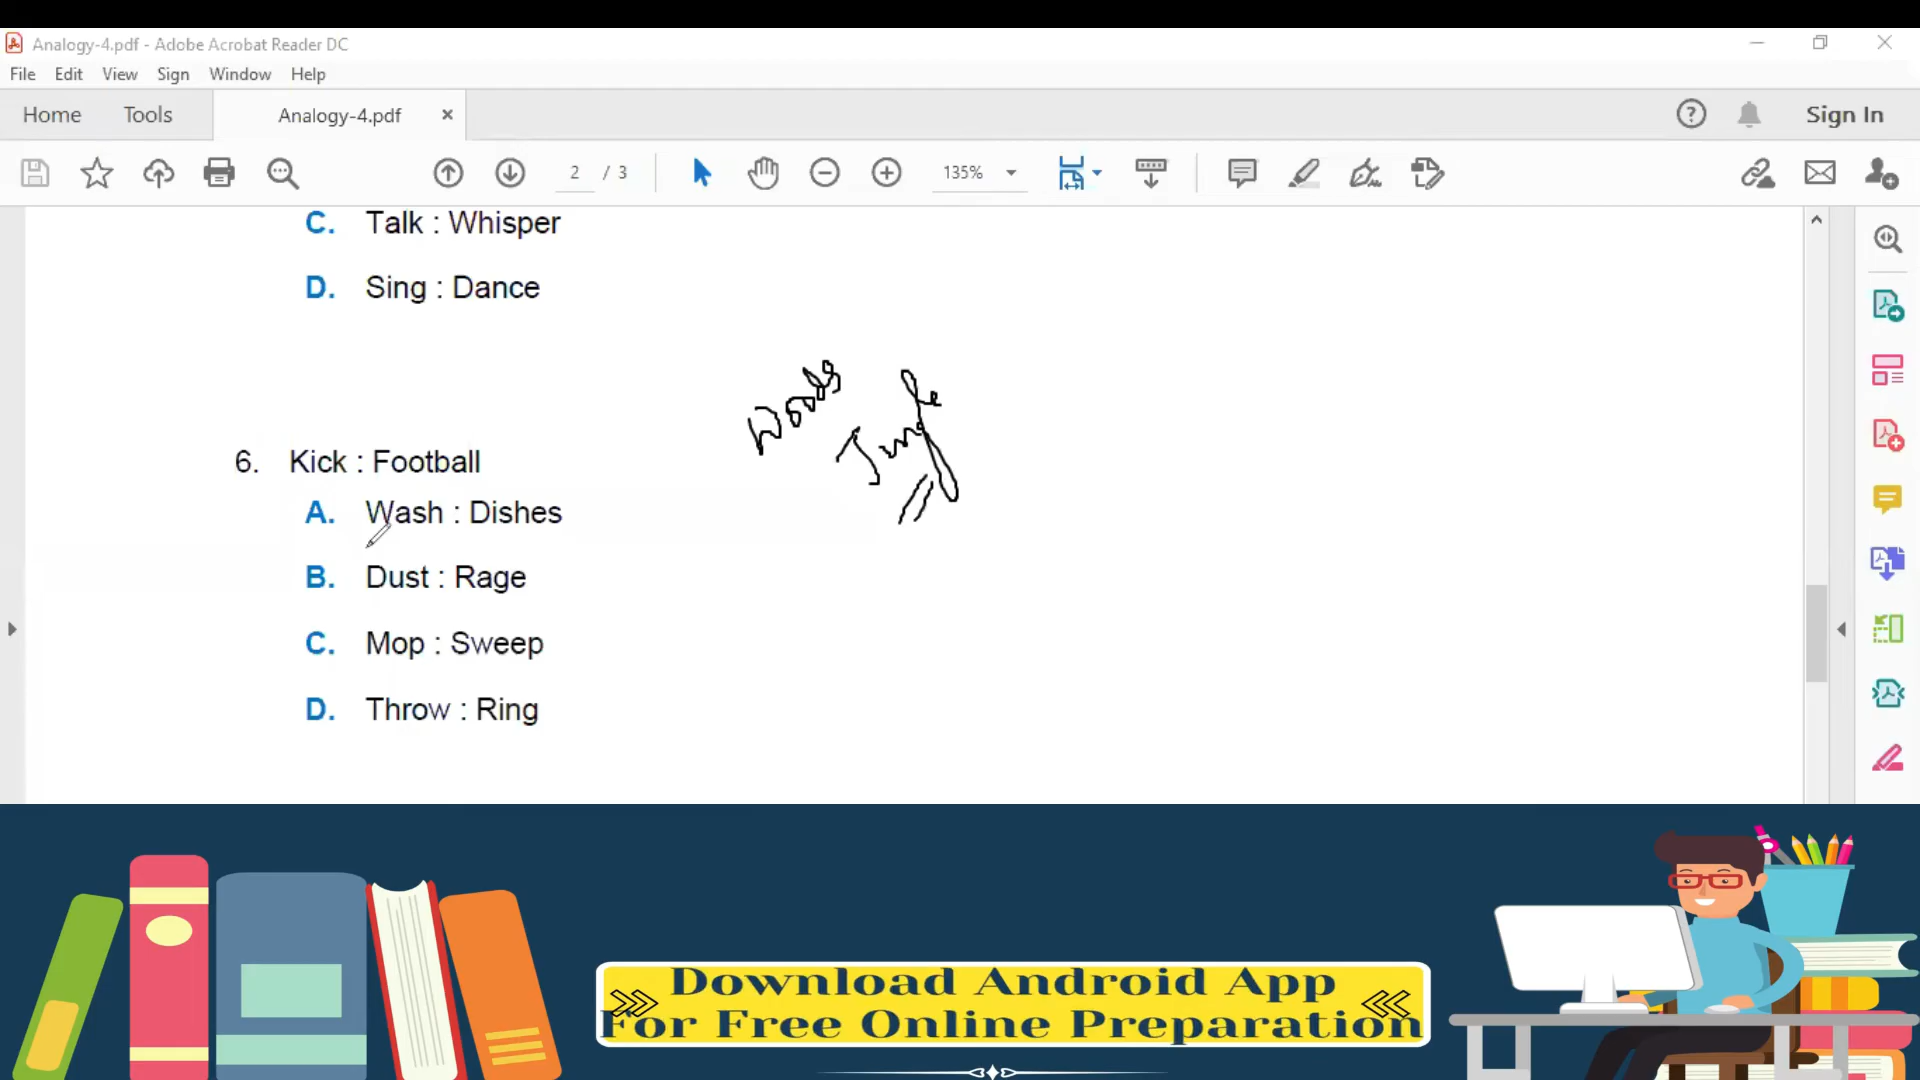 Analogy-4.pdf - Adobe Acrobat Reader DC
File Edit View Sign Window Help
Home Tools Analogy-4.pdf × ? Sign In
2 / 3 135%
C. Talk : Whisper
D. Sing : Dance
6. Kick : Football
A. Wash : Dishes
B. Dust : Rage
C. Mop : Sweep
D. Throw : Ring
Download Android App
For Free Online Preparation